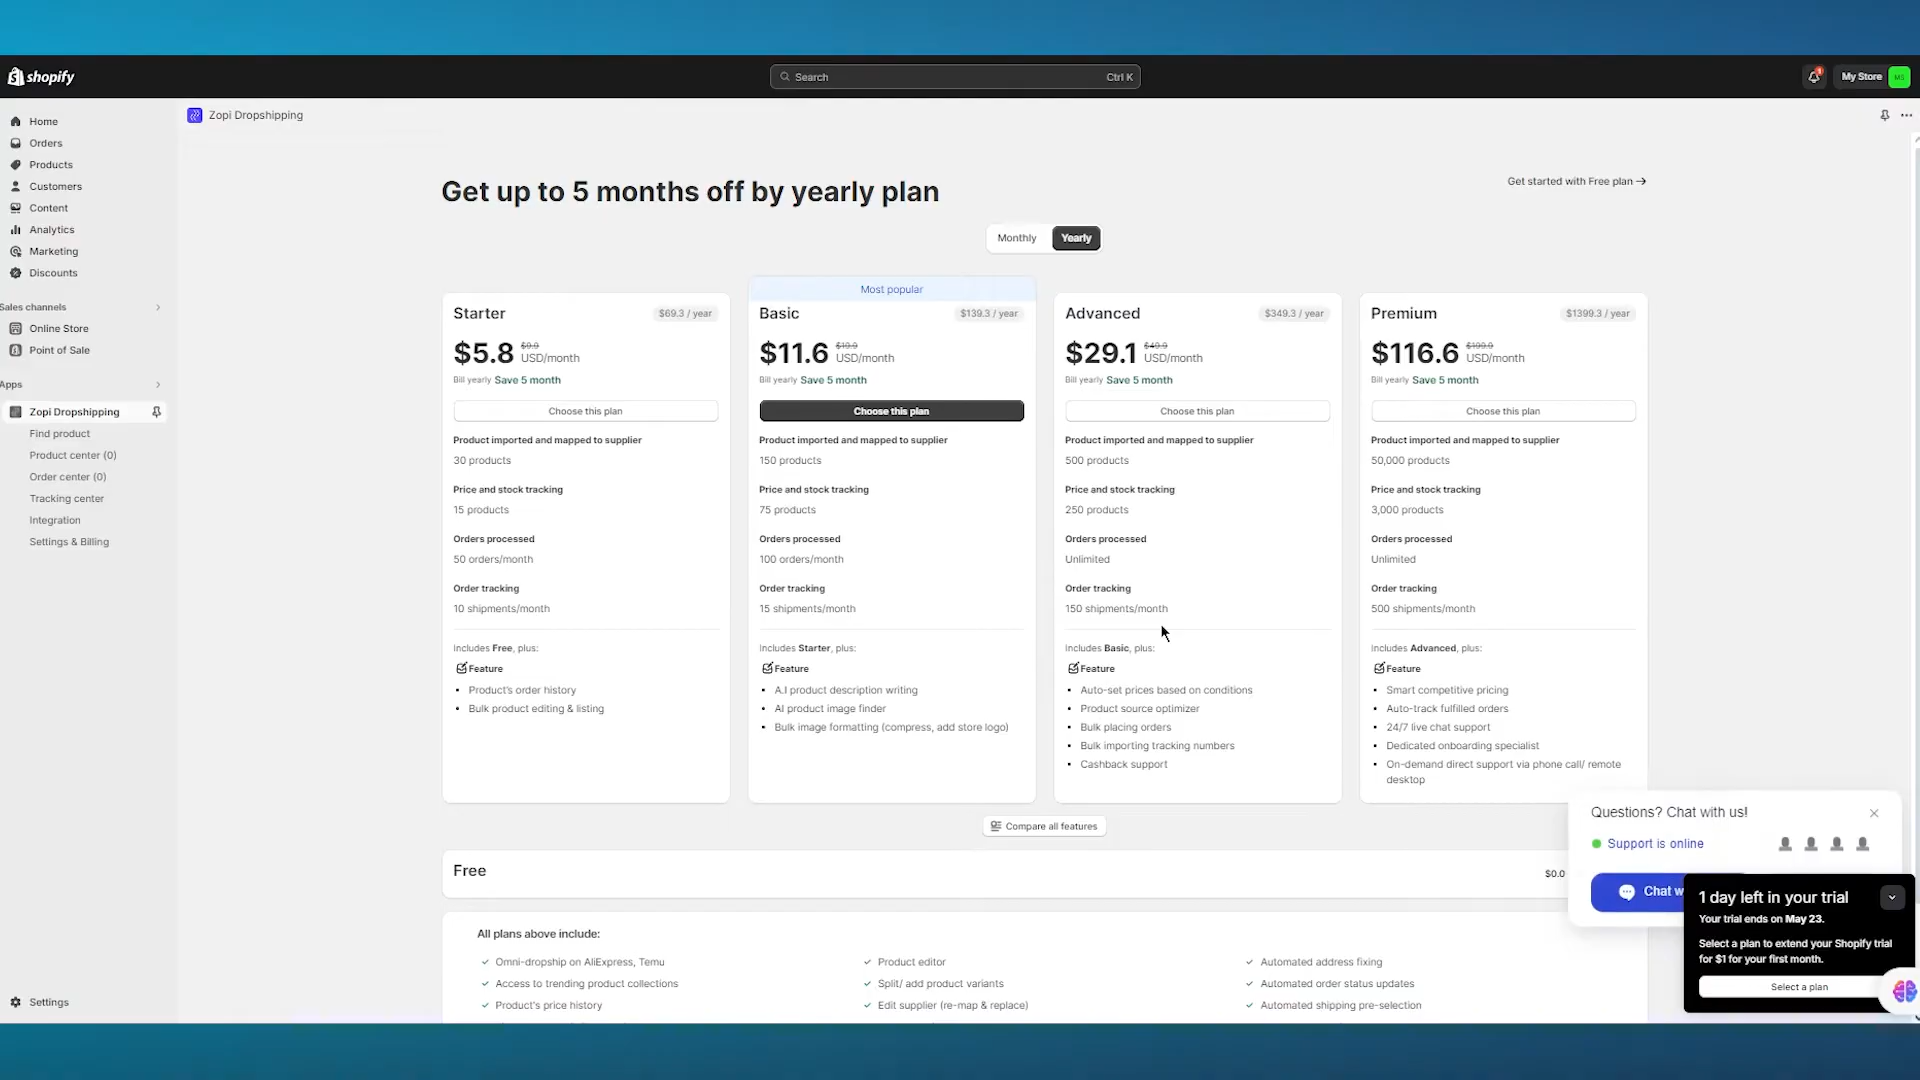 shopify
Search
Ctrl K
My Store
Home
Orders
Products
Customers
Content
Analytics
Marketing
Discounts
Sales channels
Online Store
Point of Sale
Apps
Zopi Dropshipping
Find product
Product center (0)
Order center (0)
Tracking center
Integration
Settings & Billing
Settings
Zopi Dropshipping
Get up to 5 months off by yearly plan
Get started with Free plan →
Monthly
Yearly
Starter
$69.3 / year
$5.8 $9.9 USD/month
Bill yearly Save 5 month
Choose this plan
Product imported and mapped to supplier
30 products
Price and stock tracking
15 products
Orders processed
50 orders/month
Order tracking
10 shipments/month
Includes Free, plus:
Feature
• Product's order history
• Bulk product editing & listing
Most popular
Basic
$139.3 / year
$11.6 $19.9 USD/month
Bill yearly Save 5 month
Choose this plan
Product imported and mapped to supplier
150 products
Price and stock tracking
75 products
Orders processed
100 orders/month
Order tracking
15 shipments/month
Includes Starter, plus:
Feature
• A.I product description writing
• AI product image finder
• Bulk image formatting (compress, add store logo)
Advanced
$349.3 / year
$29.1 $49.9 USD/month
Bill yearly Save 5 month
Choose this plan
Product imported and mapped to supplier
500 products
Price and stock tracking
250 products
Orders processed
Unlimited
Order tracking
150 shipments/month
Includes Basic, plus:
Feature
• Auto-set prices based on conditions
• Product source optimizer
• Bulk placing orders
• Bulk importing tracking numbers
• Cashback support
Premium
$1399.3 / year
$116.6 $199.9 USD/month
Bill yearly Save 5 month
Choose this plan
Product imported and mapped to supplier
50,000 products
Price and stock tracking
3,000 products
Orders processed
Unlimited
Order tracking
500 shipments/month
Includes Advanced, plus:
Feature
• Smart competitive pricing
• Auto-track fulfilled orders
• 24/7 live chat support
• Dedicated onboarding specialist
• On-demand direct support via phone call/ remote
desktop
Compare all features
Free
$0.0
All plans above include:
Omni-dropship on AliExpress, Temu
Access to trending product collections
Product's price history
Product editor
Split/ add product variants
Edit supplier (re-map & replace)
Automated address fixing
Automated order status updates
Automated shipping pre-selection
Questions? Chat with us!
Support is online
Chat w
1 day left in your trial
Your trial ends on May 23.
Select a plan to extend your Shopify trial
for $1 for your first month.
Select a plan